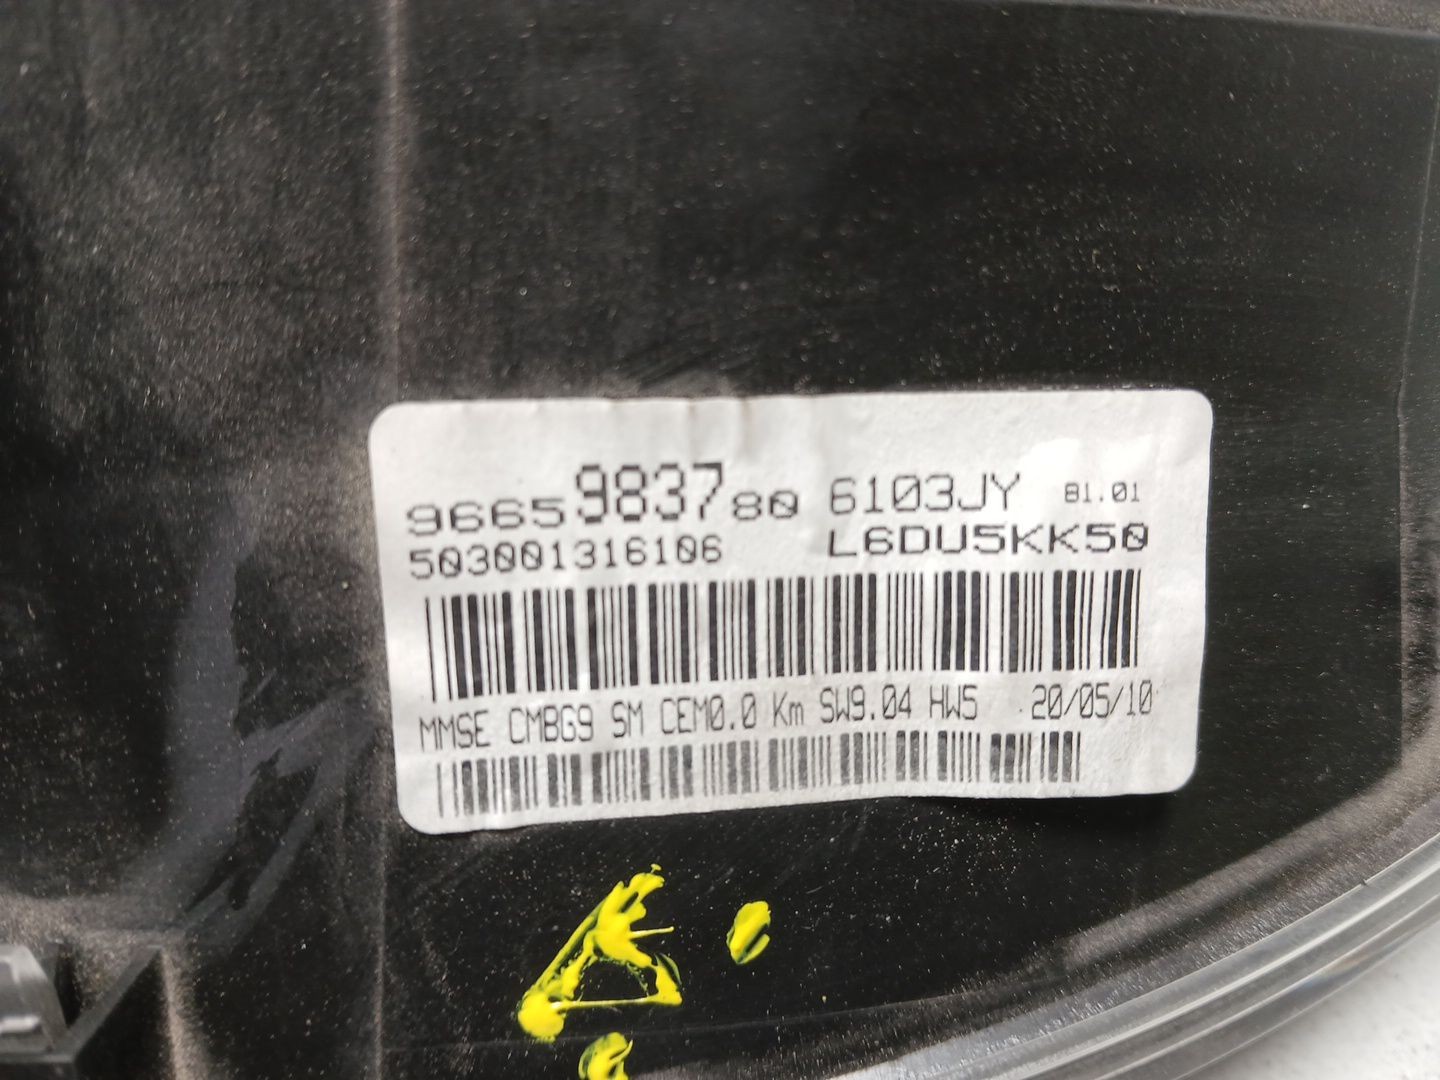 9665983780 6103JY 81.01
503001316106 L6DU5KK50
MMSE CMBG9 SM CEM0.0 Km SW9.04 HW5 20/05/10